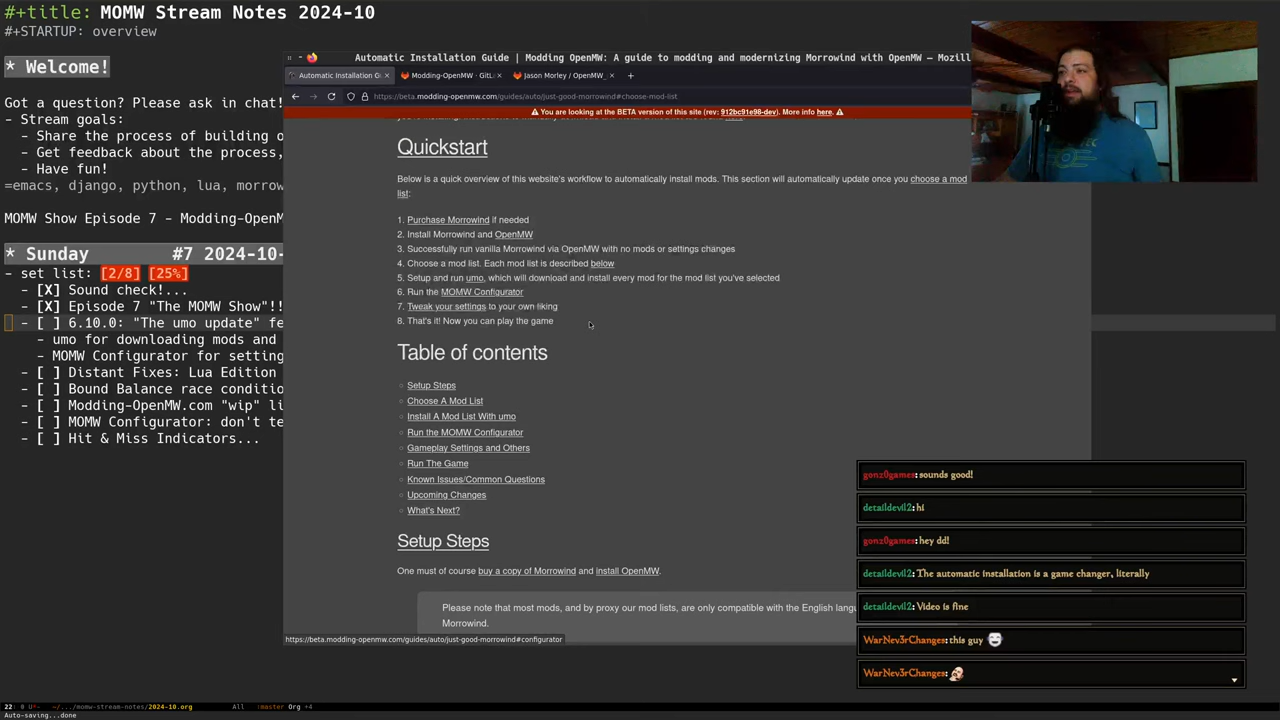 #+title: MOMW Stream Notes 2024-10
#+STARTUP: overview
* Welcome!
Got a question? Please ask in chat!
- Stream goals:
- Share the process of building o
- Get feedback about the process,
- Have fun!
=emacs, django, python, lua, morrow
MOMW Show Episode 7 - Modding-OpenM
* Sunday #7 2024-10-
- set list: [2/8] [25%]
- [X] Sound check!...
- [X] Episode 7 "The MOMW Show"!!
- [ ] 6.10.0: "The umo update" fe
- umo for downloading mods and
- MOMW Configurator for setting
- [ ] Distant Fixes: Lua Edition
- [ ] Bound Balance race conditio
- [ ] Modding-OpenMW.com "wip" li
- [ ] MOMW Configurator: don't te
- [ ] Hit & Miss Indicators...
Automatic Installation Guide | Modding OpenMW: A guide to modding and modernizing Morrowind with OpenMW — Mozill
Automatic Installation G
Modding-OpenMW · GitLa
Jason Morley / OpenMW_
https://beta.modding-openmw.com/guides/auto/just-good-morrowind#choose-mod-list
You are looking at the BETA version of this site (rev: 912bc91e98-dev). More info here.
Quickstart
Below is a quick overview of this website's workflow to automatically install mods. This section will automatically update once you choose a mod
list:
1. Purchase Morrowind if needed
2. Install Morrowind and OpenMW
3. Successfully run vanilla Morrowind via OpenMW with no mods or settings changes
4. Choose a mod list. Each mod list is described below
5. Setup and run umo, which will download and install every mod for the mod list you've selected
6. Run the MOMW Configurator
7. Tweak your settings to your own liking
8. That's it! Now you can play the game
Table of contents
Setup Steps
Choose A Mod List
Install A Mod List With umo
Run the MOMW Configurator
Gameplay Settings and Others
Run The Game
Known Issues/Common Questions
Upcoming Changes
What's Next?
Setup Steps
One must of course buy a copy of Morrowind and install OpenMW.
Please note that most mods, and by proxy our mod lists, are only compatible with the English langu
Morrowind.
https://beta.modding-openmw.com/guides/auto/just-good-morrowind#configurator
gonz0games: sounds good!
detaildevil2: hi
gonz0games: hey dd!
detaildevil2: The automatic installation is a game changer, literally
detaildevil2: Video is fine
WarNev3rChanges: this guy
WarNev3rChanges:
22: 0 U*- ~/.../momw-stream-notes/2024-10.org All :master Org +4
Auto-saving...done